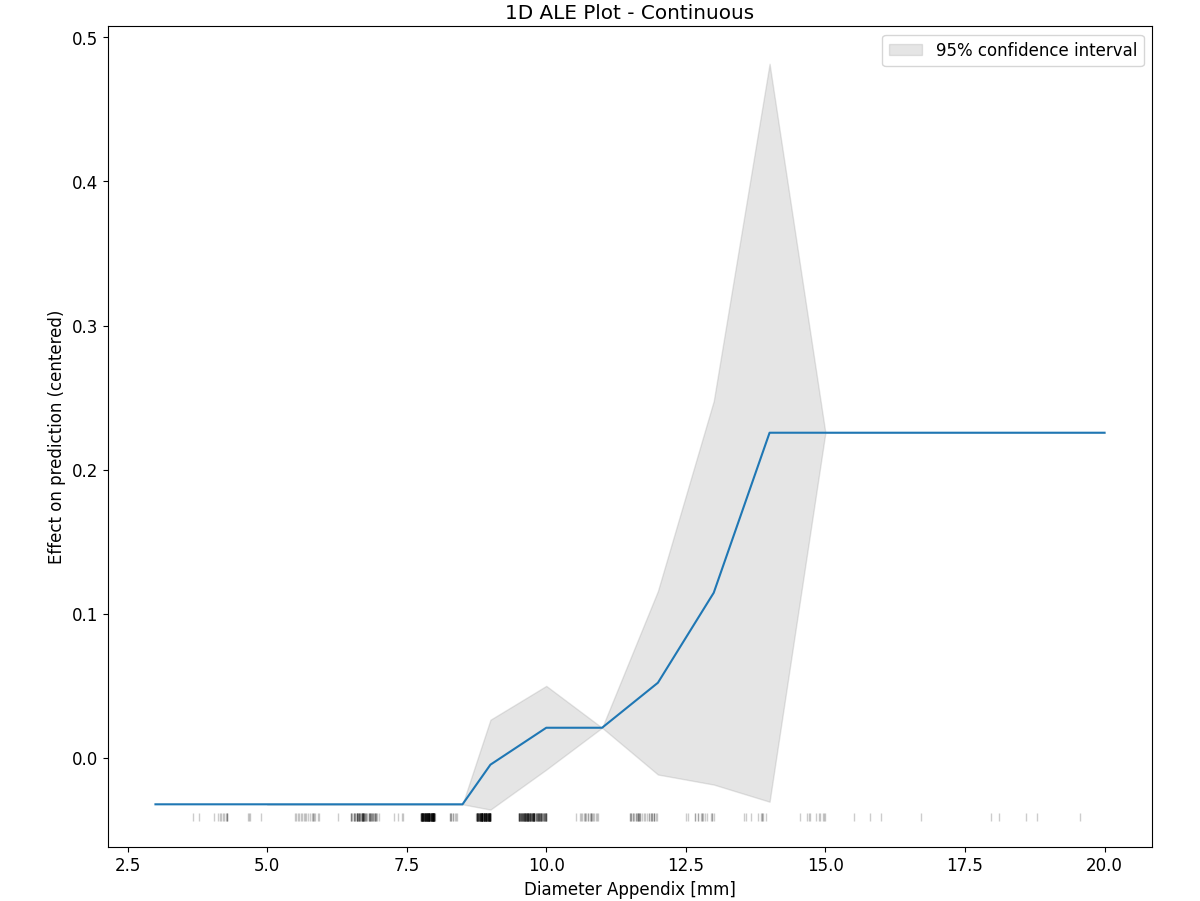 1D ALE Plot - Continuous
95% confidence interval
Effect on prediction (centered)
0.5
0.4
0.3
0.2
0.1
0.0
2.5 5.0 7.5 10.0 12.5 15.0 17.5 20.0
Diameter Appendix [mm]